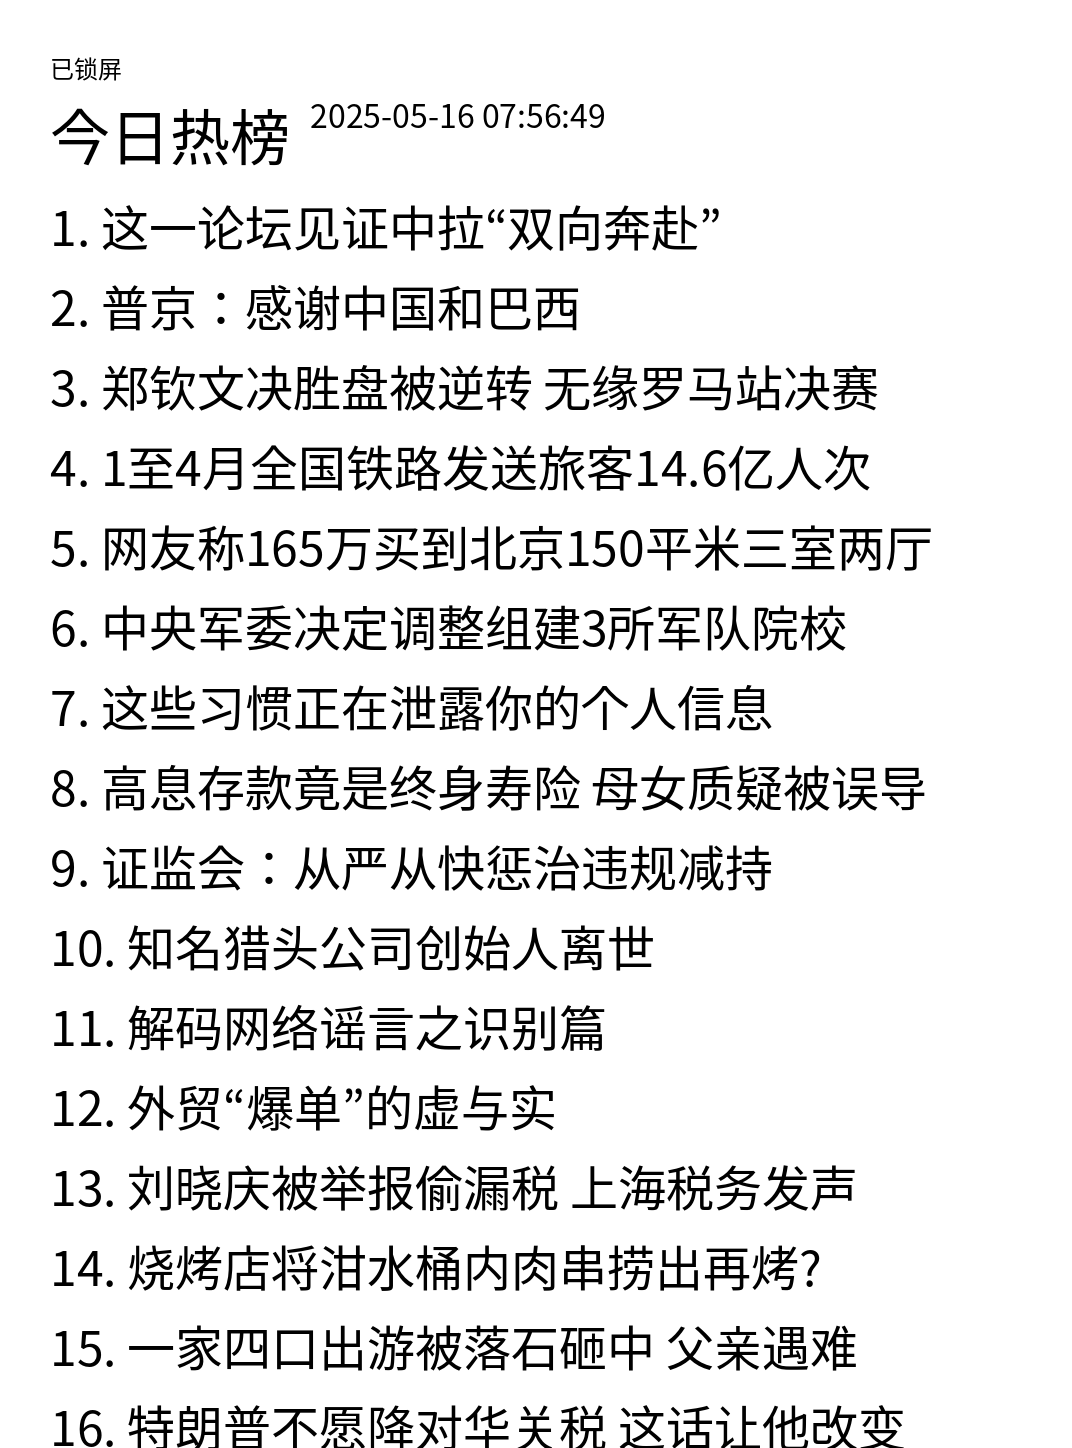 已锁屏
今日热榜 2025-05-16 07:56:49
1. 这一论坛见证中拉“双向奔赴”
2. 普京：感谢中国和巴西
3. 郑钦文决胜盘被逆转 无缘罗马站决赛
4. 1至4月全国铁路发送旅客14.6亿人次
5. 网友称165万买到北京150平米三室两厅
6. 中央军委决定调整组建3所军队院校
7. 这些习惯正在泄露你的个人信息
8. 高息存款竟是终身寿险 母女质疑被误导
9. 证监会：从严从快惩治违规减持
10. 知名猎头公司创始人离世
11. 解码网络谣言之识别篇
12. 外贸“爆单”的虚与实
13. 刘晓庆被举报偷漏税 上海税务发声
14. 烧烤店将泔水桶内肉串捞出再烤?
15. 一家四口出游被落石砸中 父亲遇难
16. 特朗普不愿降对华关税 这话让他改变